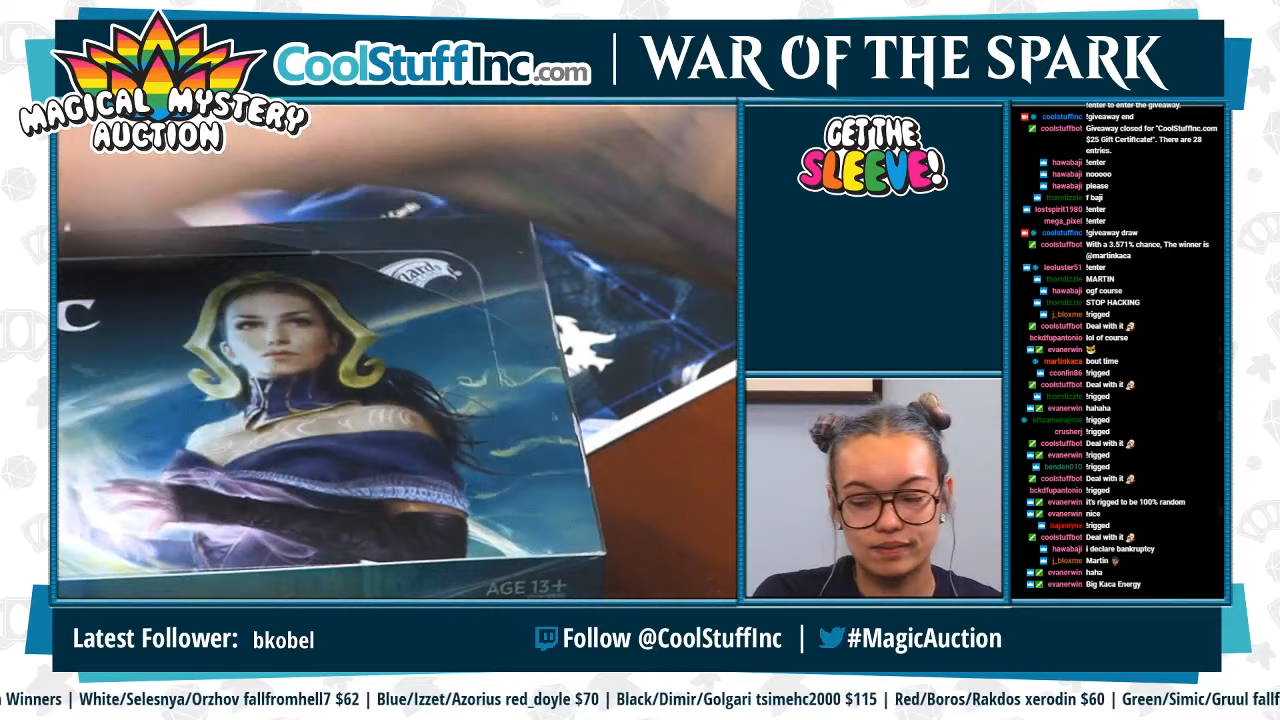 MAGICAL MYSTERY
AUCTION
CoolStuffInc.com
WAR OF THE SPARK
GET THE
SLEEVE!
C
AGE 13+
!enter to enter the giveaway.
coolstuffinc !giveaway end
coolstuffbot Giveaway closed for "CoolStuffInc.com
$25 Gift Certificate!". There are 28
entries.
hawabaji !enter
hawabaji nooooo
hawabaji please
thorntizzle f baji
lostspirit1980 !enter
mega_pixel !enter
coolstuffinc !giveaway draw
coolstuffbot With a 3.571% chance, The winner is
@martinkaca
leoluster51 !enter
thorntizzle MARTIN
hawabaji ogf course
thorntizzle STOP HACKING
j_bloxme !rigged
coolstuffbot Deal with it
bckdfupantonio lol of course
evanerwin
martinkaca bout time
cconlin86 !rigged
coolstuffbot Deal with it
thorntizzle !rigged
evanerwin hahaha
kitsumekajime !rigged
crusherj !rigged
coolstuffbot Deal with it
evanerwin !rigged
benden010 !rigged
coolstuffbot Deal with it
bckdfupantonio !rigged
evanerwin it's rigged to be 100% random
evanerwin nice
bajanlynx !rigged
coolstuffbot Deal with it
hawabaji i declare bankruptcy
j_bloxme Martin
evanerwin haha
evanerwin Big Kaca Energy
Latest Follower: bkobel
Follow @CoolStuffInc | #MagicAuction
Winners | White/Selesnya/Orzhov fallfromhell7 $62 | Blue/Izzet/Azorius red_doyle $70 | Black/Dimir/Golgari tsimehc2000 $115 | Red/Boros/Rakdos xerodin $60 | Green/Simic/Gruul fallf